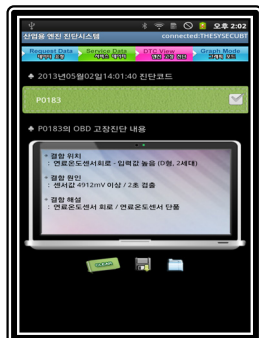 오후 2:02
산업용 엔진 진단시스템 connected:THESYSECUBT
Request Data Service Data DTC View Graph Mode
♠ 2013년05월02일14:01:40 진단코드
P0183
♠ P0183의 OBD 고장진단 내용
* 결함 위치
: 연료온도센서회로 - 입력값 높음 (D형, 2세대)
* 결함 원인
: 센서값 4912mV 이상 / 2초 검출
* 결함 해설
: 연료온도센서 회로 / 연료온도센서 단품
CLEAR